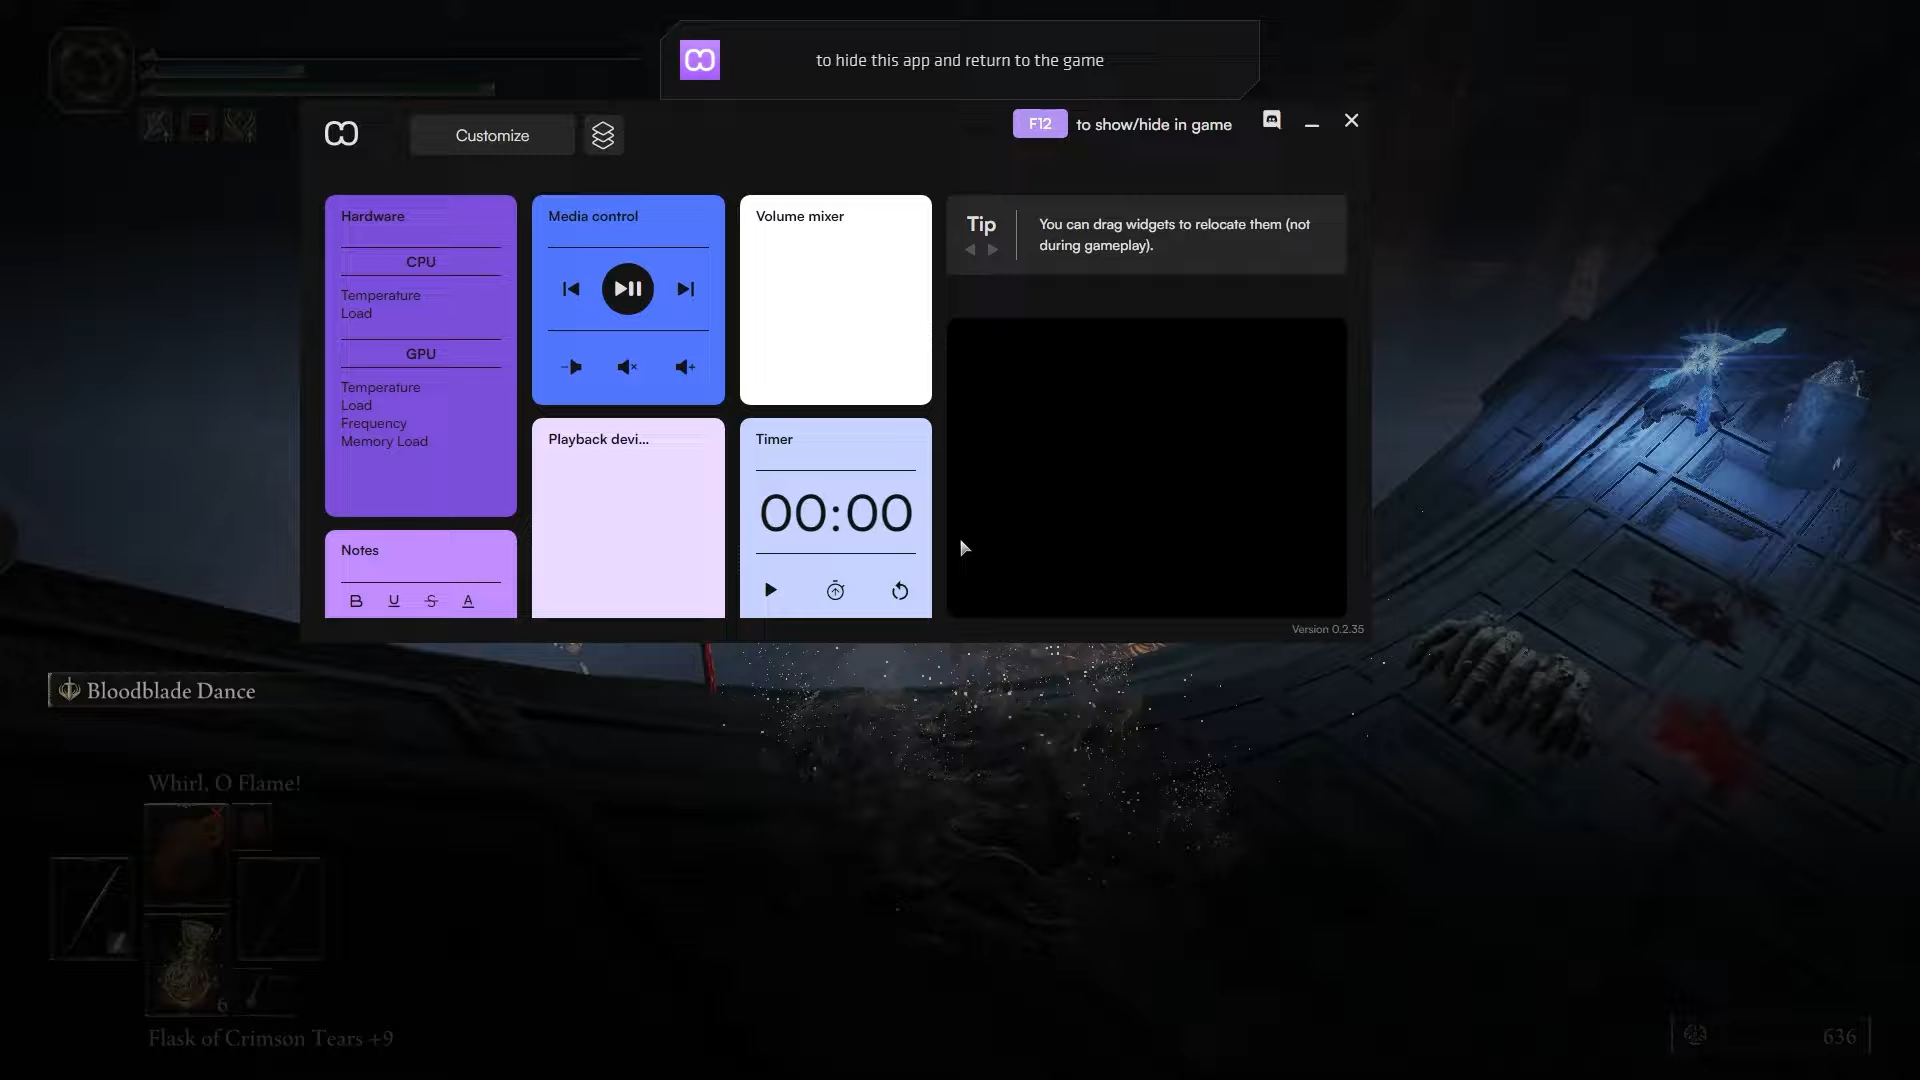 to hide this app and return to the game
Customize
F12 to show/hide in game
Hardware
CPU
Temperature
Load
GPU
Temperature
Load
Frequency
Memory Load
Notes
B U S A
Media control
Playback devi...
Volume mixer
Timer
00:00
Tip
You can drag widgets to relocate them (not
during gameplay).
Version 0.2.35
Bloodblade Dance
Whirl, O Flame!
6
Flask of Crimson Tears +9
636